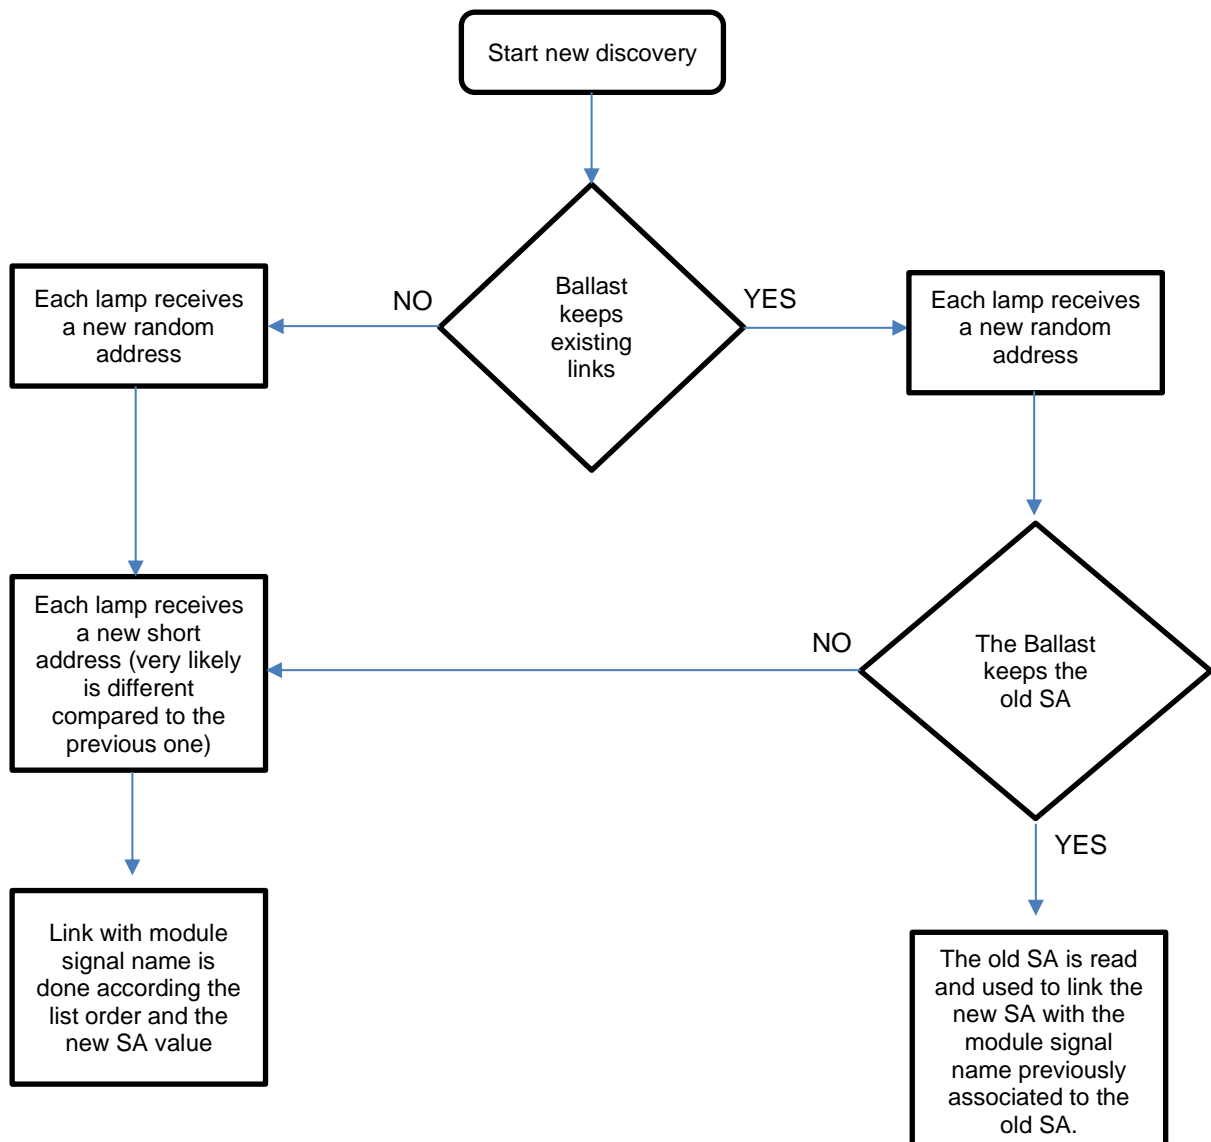 Start new discovery
Ballast
keeps
existing
links
NO
YES
Each lamp receives
a new random
address
Each lamp receives
a new random
address
Each lamp receives
a new short
address (very likely
is different
compared to the
previous one)
NO
The Ballast
keeps the
old SA
YES
Link with module
signal name is
done according the
list order and the
new SA value
The old SA is read
and used to link the
new SA with the
module signal
name previously
associated to the
old SA.